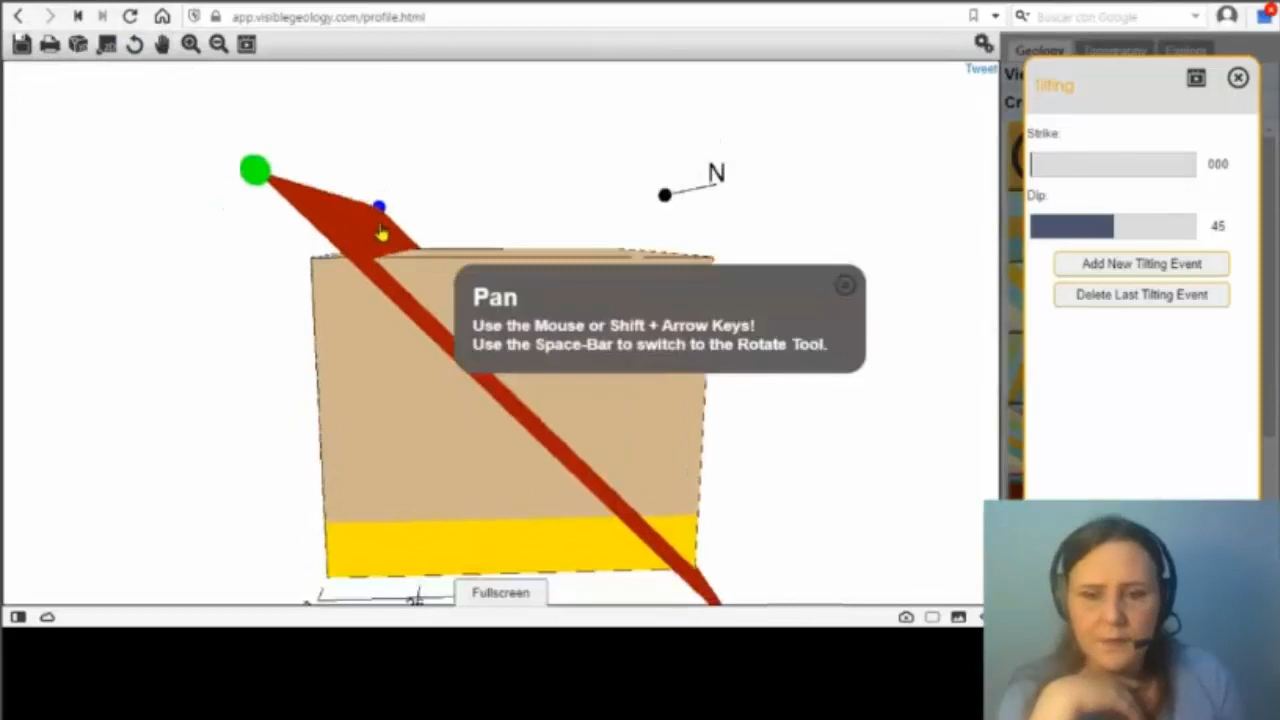 app.visiblegeology.com/profile.html
Buscar con Google
Tweet
Geology Topography Explore
Tilting
Strike:
000
Dip:
45
Add New Tilting Event
Delete Last Tilting Event
N
Pan
Use the Mouse or Shift + Arrow Keys!
Use the Space-Bar to switch to the Rotate Tool.
Fullscreen